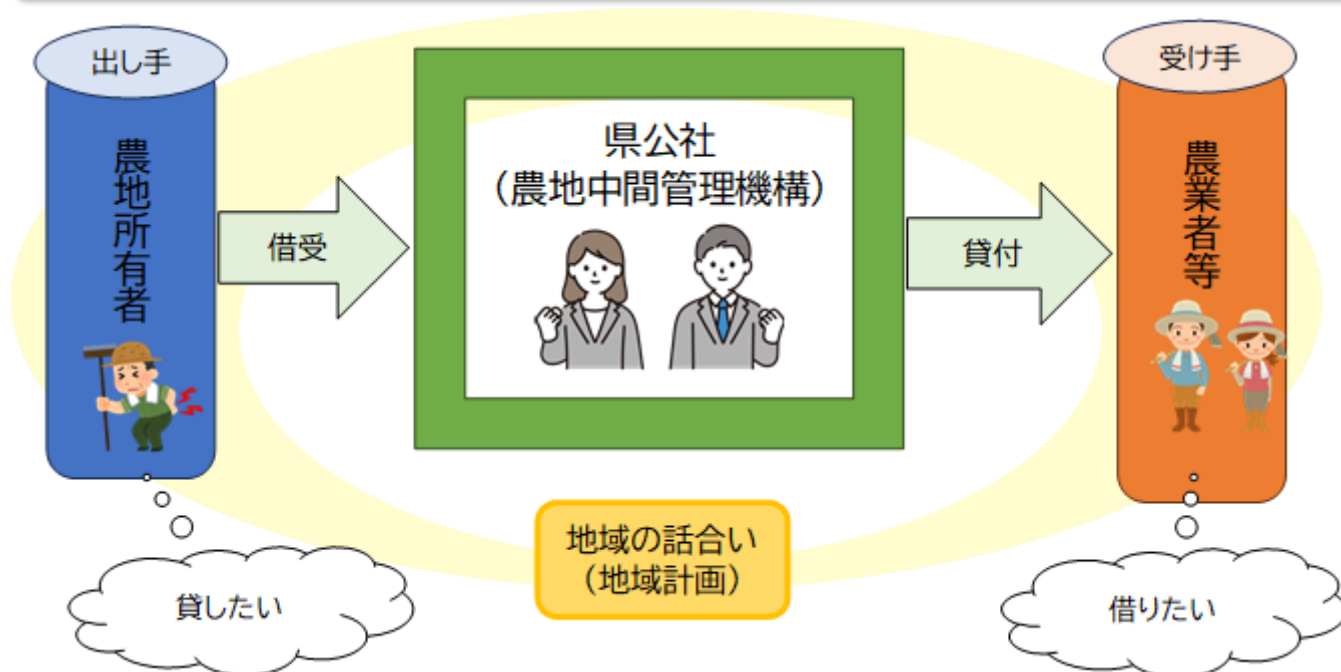 出し手
農地所有者
貸したい
借受
県公社
（農地中間管理機構）
貸付
受け手
農業者等
借りたい
地域の話合い
（地域計画）